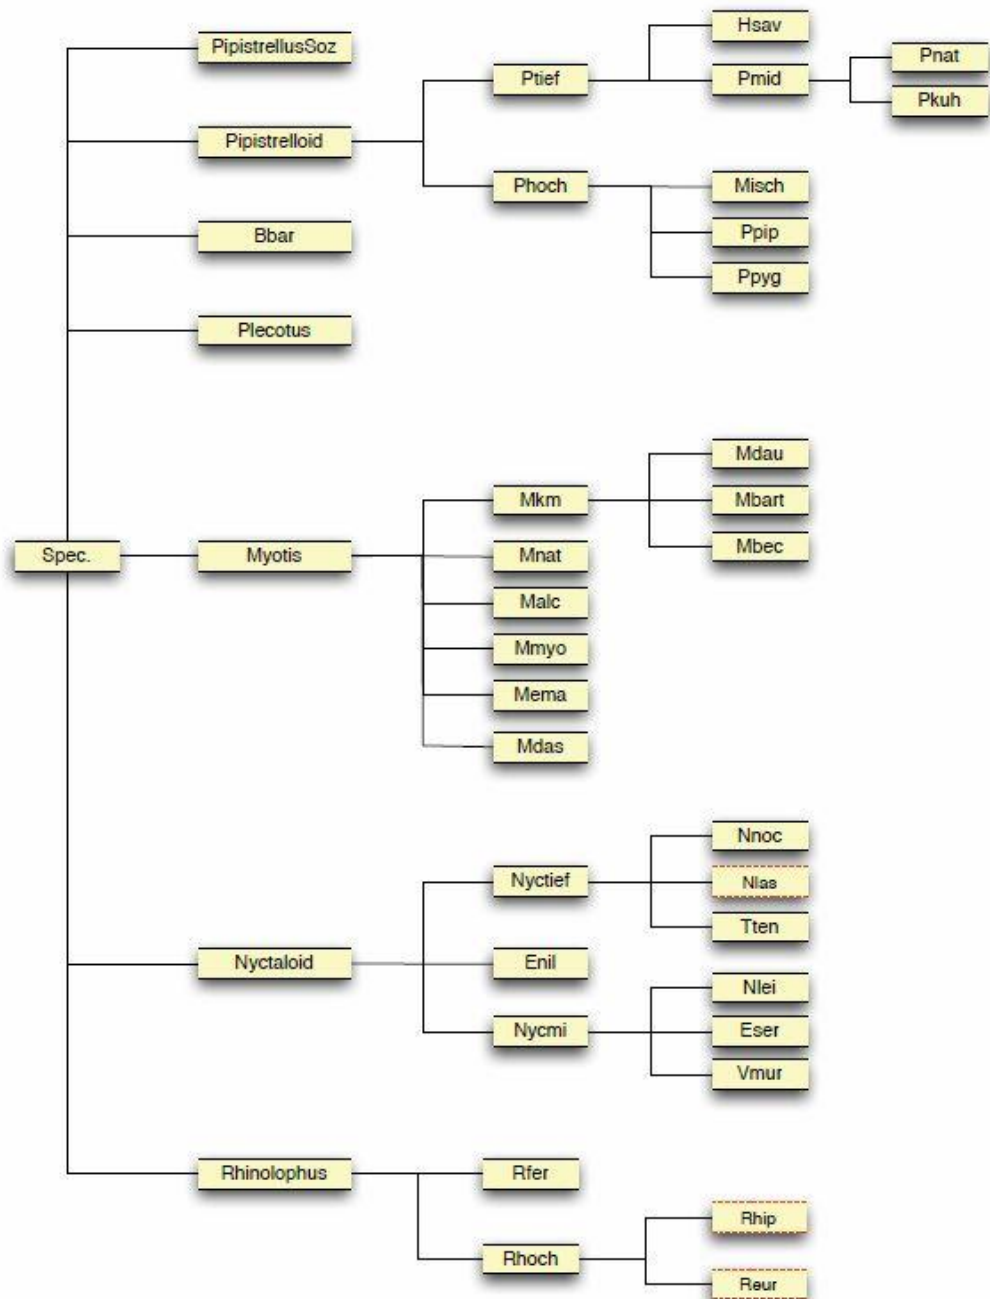 Hsav
PipistrellusSoz
Pnat
Ptief
Pmid
Pkuh
Pipistrelloid
Phoch
Misch
Ppip
Bbar
Ppyg
Plecotus
Mdau
Mkm
Mbart
Mbec
Spec.
Myotis
Mnat
Malc
Mmyo
Mema
Mdas
Nnoc
Nyctief
Nlas
Tten
Nyctaloid
Enil
Nlei
Nycmi
Eser
Vmur
Rhinolophus
Rfer
Rhip
Rhoch
Reur